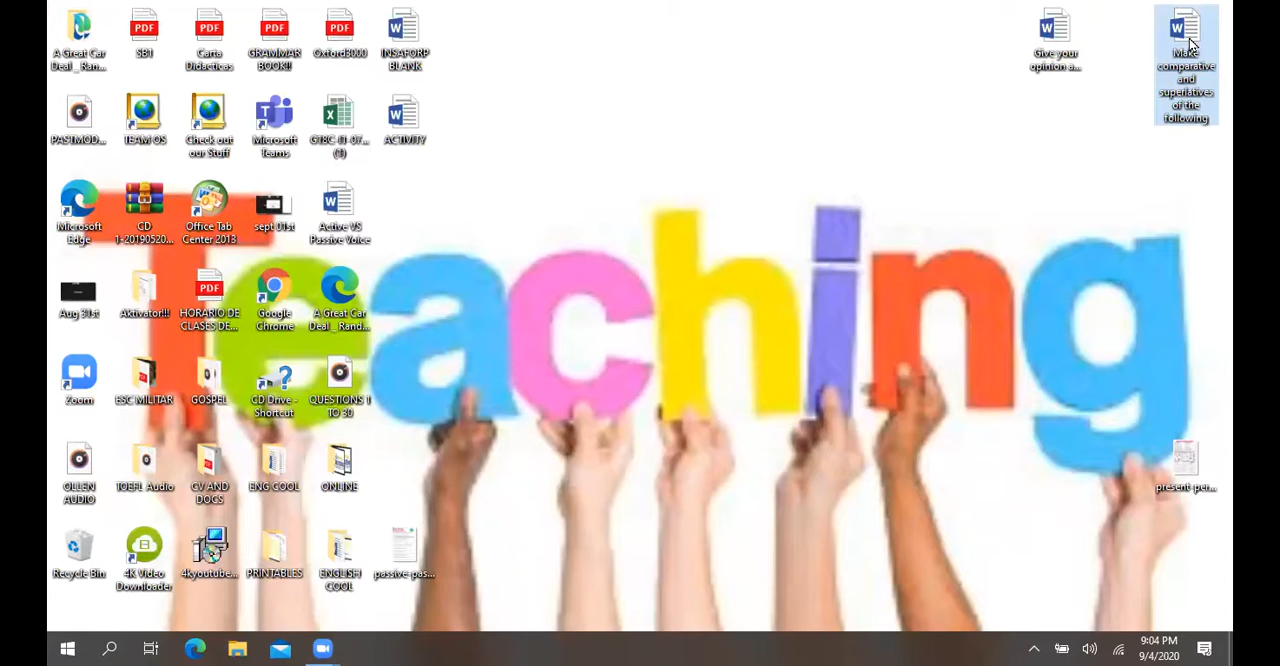 A Great Car
Deal _ Ran...
SB1
Carta
Didacticas
GRAMMAR
BOOK!!
Oxford3000
INSAFORP
BLANK
Give your
opinion a...
Make
comparative
and
superlatives
of the
following
PDF
PDF
PDF
PDF
PASTMOD...
TEAM OS
Check out
our Stuff
Microsoft
Teams
G18C-11-07...
(1)
ACTIVITY
Microsoft
Edge
CD
1-20190520...
Office Tab
Center 2013
sept 01st
Active VS
Passive Voice
Teaching
Aug 31st
Aktivator!!!
PDF
HORARIO DE
CLASES DE...
Google
Chrome
A Great Car
Deal _ Rand...
Zoom
ESC MILITAR
GOSPEL
CD Drive -
Shortcut
QUESTIONS 1
TO 30
OLLEN
AUDIO
TOEFL Audio
CV AND
DOCS
ENG COOL
ONLINE
present-per...
Recycle Bin
4K Video
Downloader
4kyoutube...
PRINTABLES
ENGLISH
COOL
passive-pas...
9:04 PM
9/4/2020